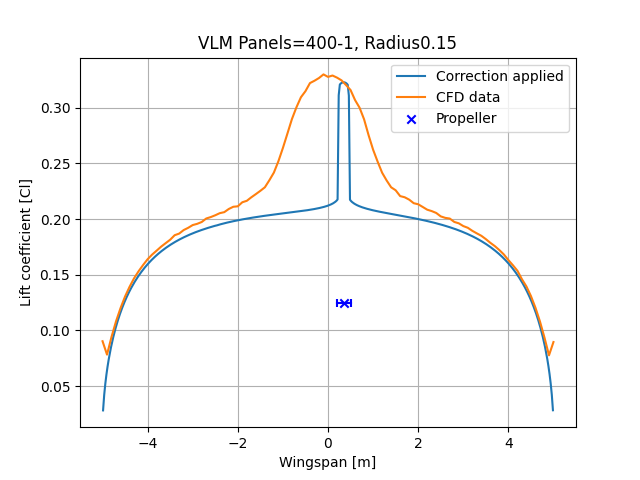 VLM Panels=400-1, Radius0.15
Correction applied
CFD data
Propeller
Lift coefficient [Cl]
0.30
0.25
0.20
0.15
0.10
0.05
−4
−2
0
2
4
Wingspan [m]